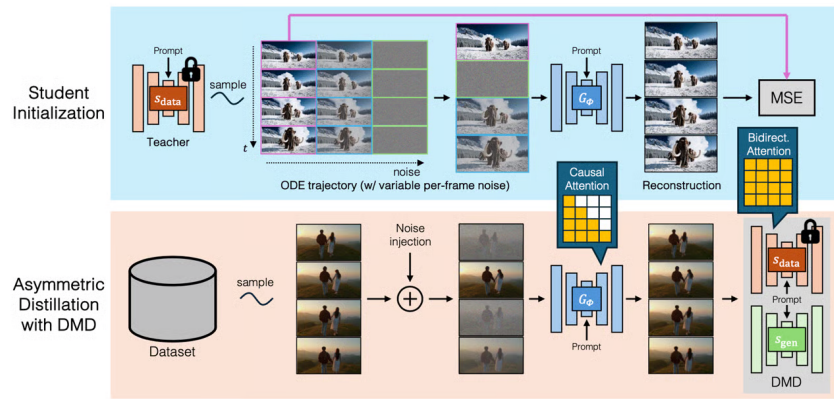 Student
Initialization
Prompt
s_data
Teacher
sample
t
noise
ODE trajectory (w/ variable per-frame noise)
Prompt
G_Φ
Reconstruction
MSE
Bidirect.
Attention
Causal
Attention
Asymmetric
Distillation
with DMD
Dataset
sample
Noise
injection
G_Φ
Prompt
s_data
Prompt
s_gen
DMD